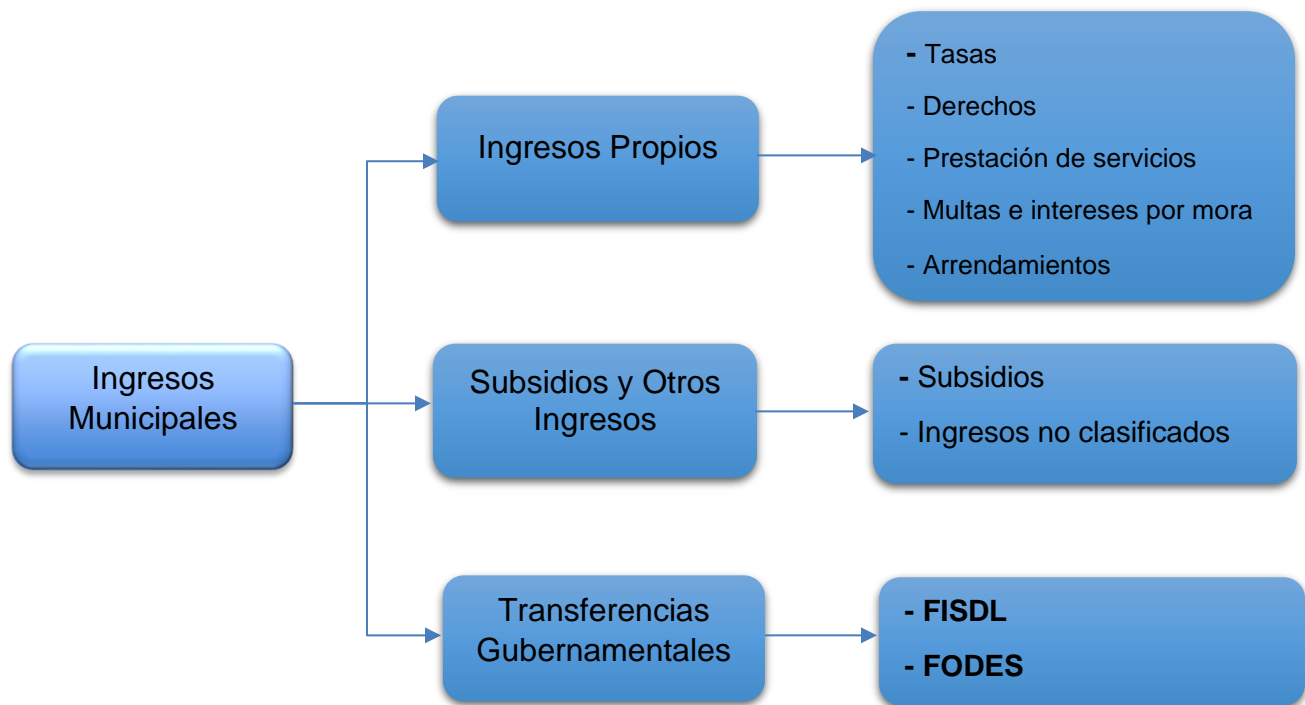 Ingresos
Municipales
Ingresos Propios
- Tasas
- Derechos
- Prestación de servicios
- Multas e intereses por mora
- Arrendamientos
Subsidios y Otros
Ingresos
- Subsidios
- Ingresos no clasificados
Transferencias
Gubernamentales
- FISDL
- FODES